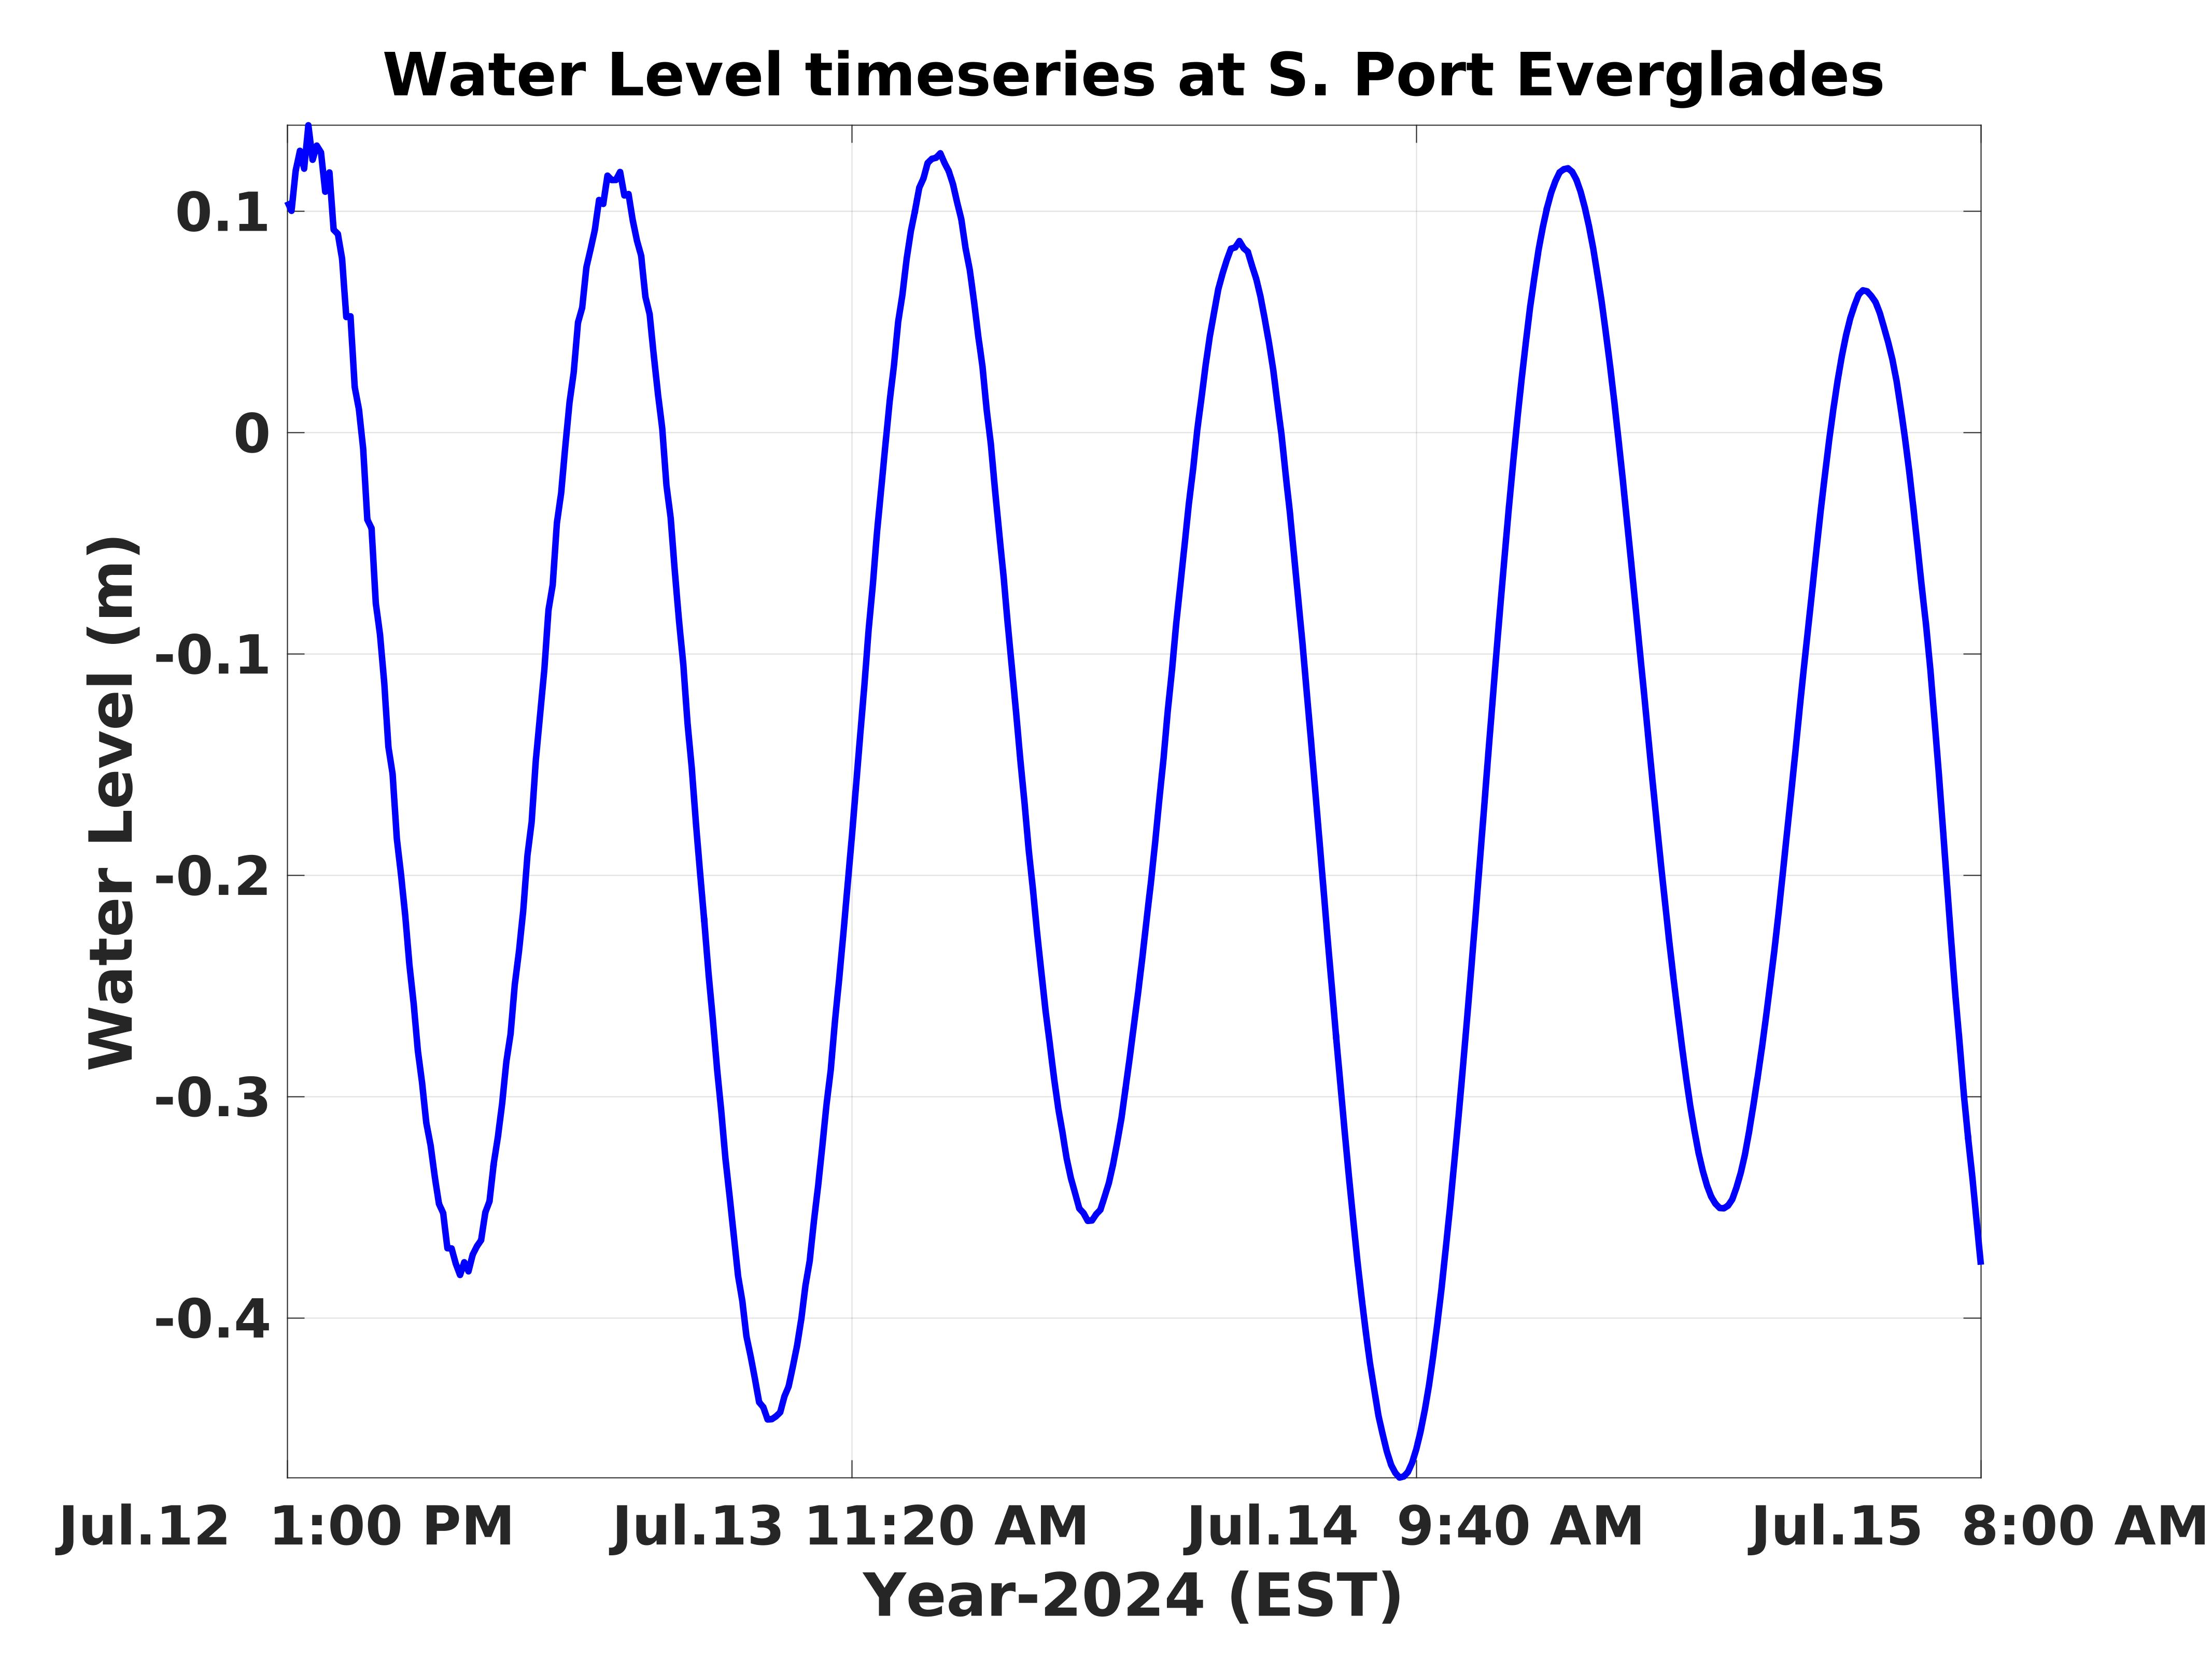 Water Level timeseries at S. Port Everglades
Water Level (m)
0.1
0
-0.1
-0.2
-0.3
-0.4
Jul.12 1:00 PM
Jul.13 11:20 AM
Jul.14 9:40 AM
Jul.15 8:00 AM
Year-2024 (EST)